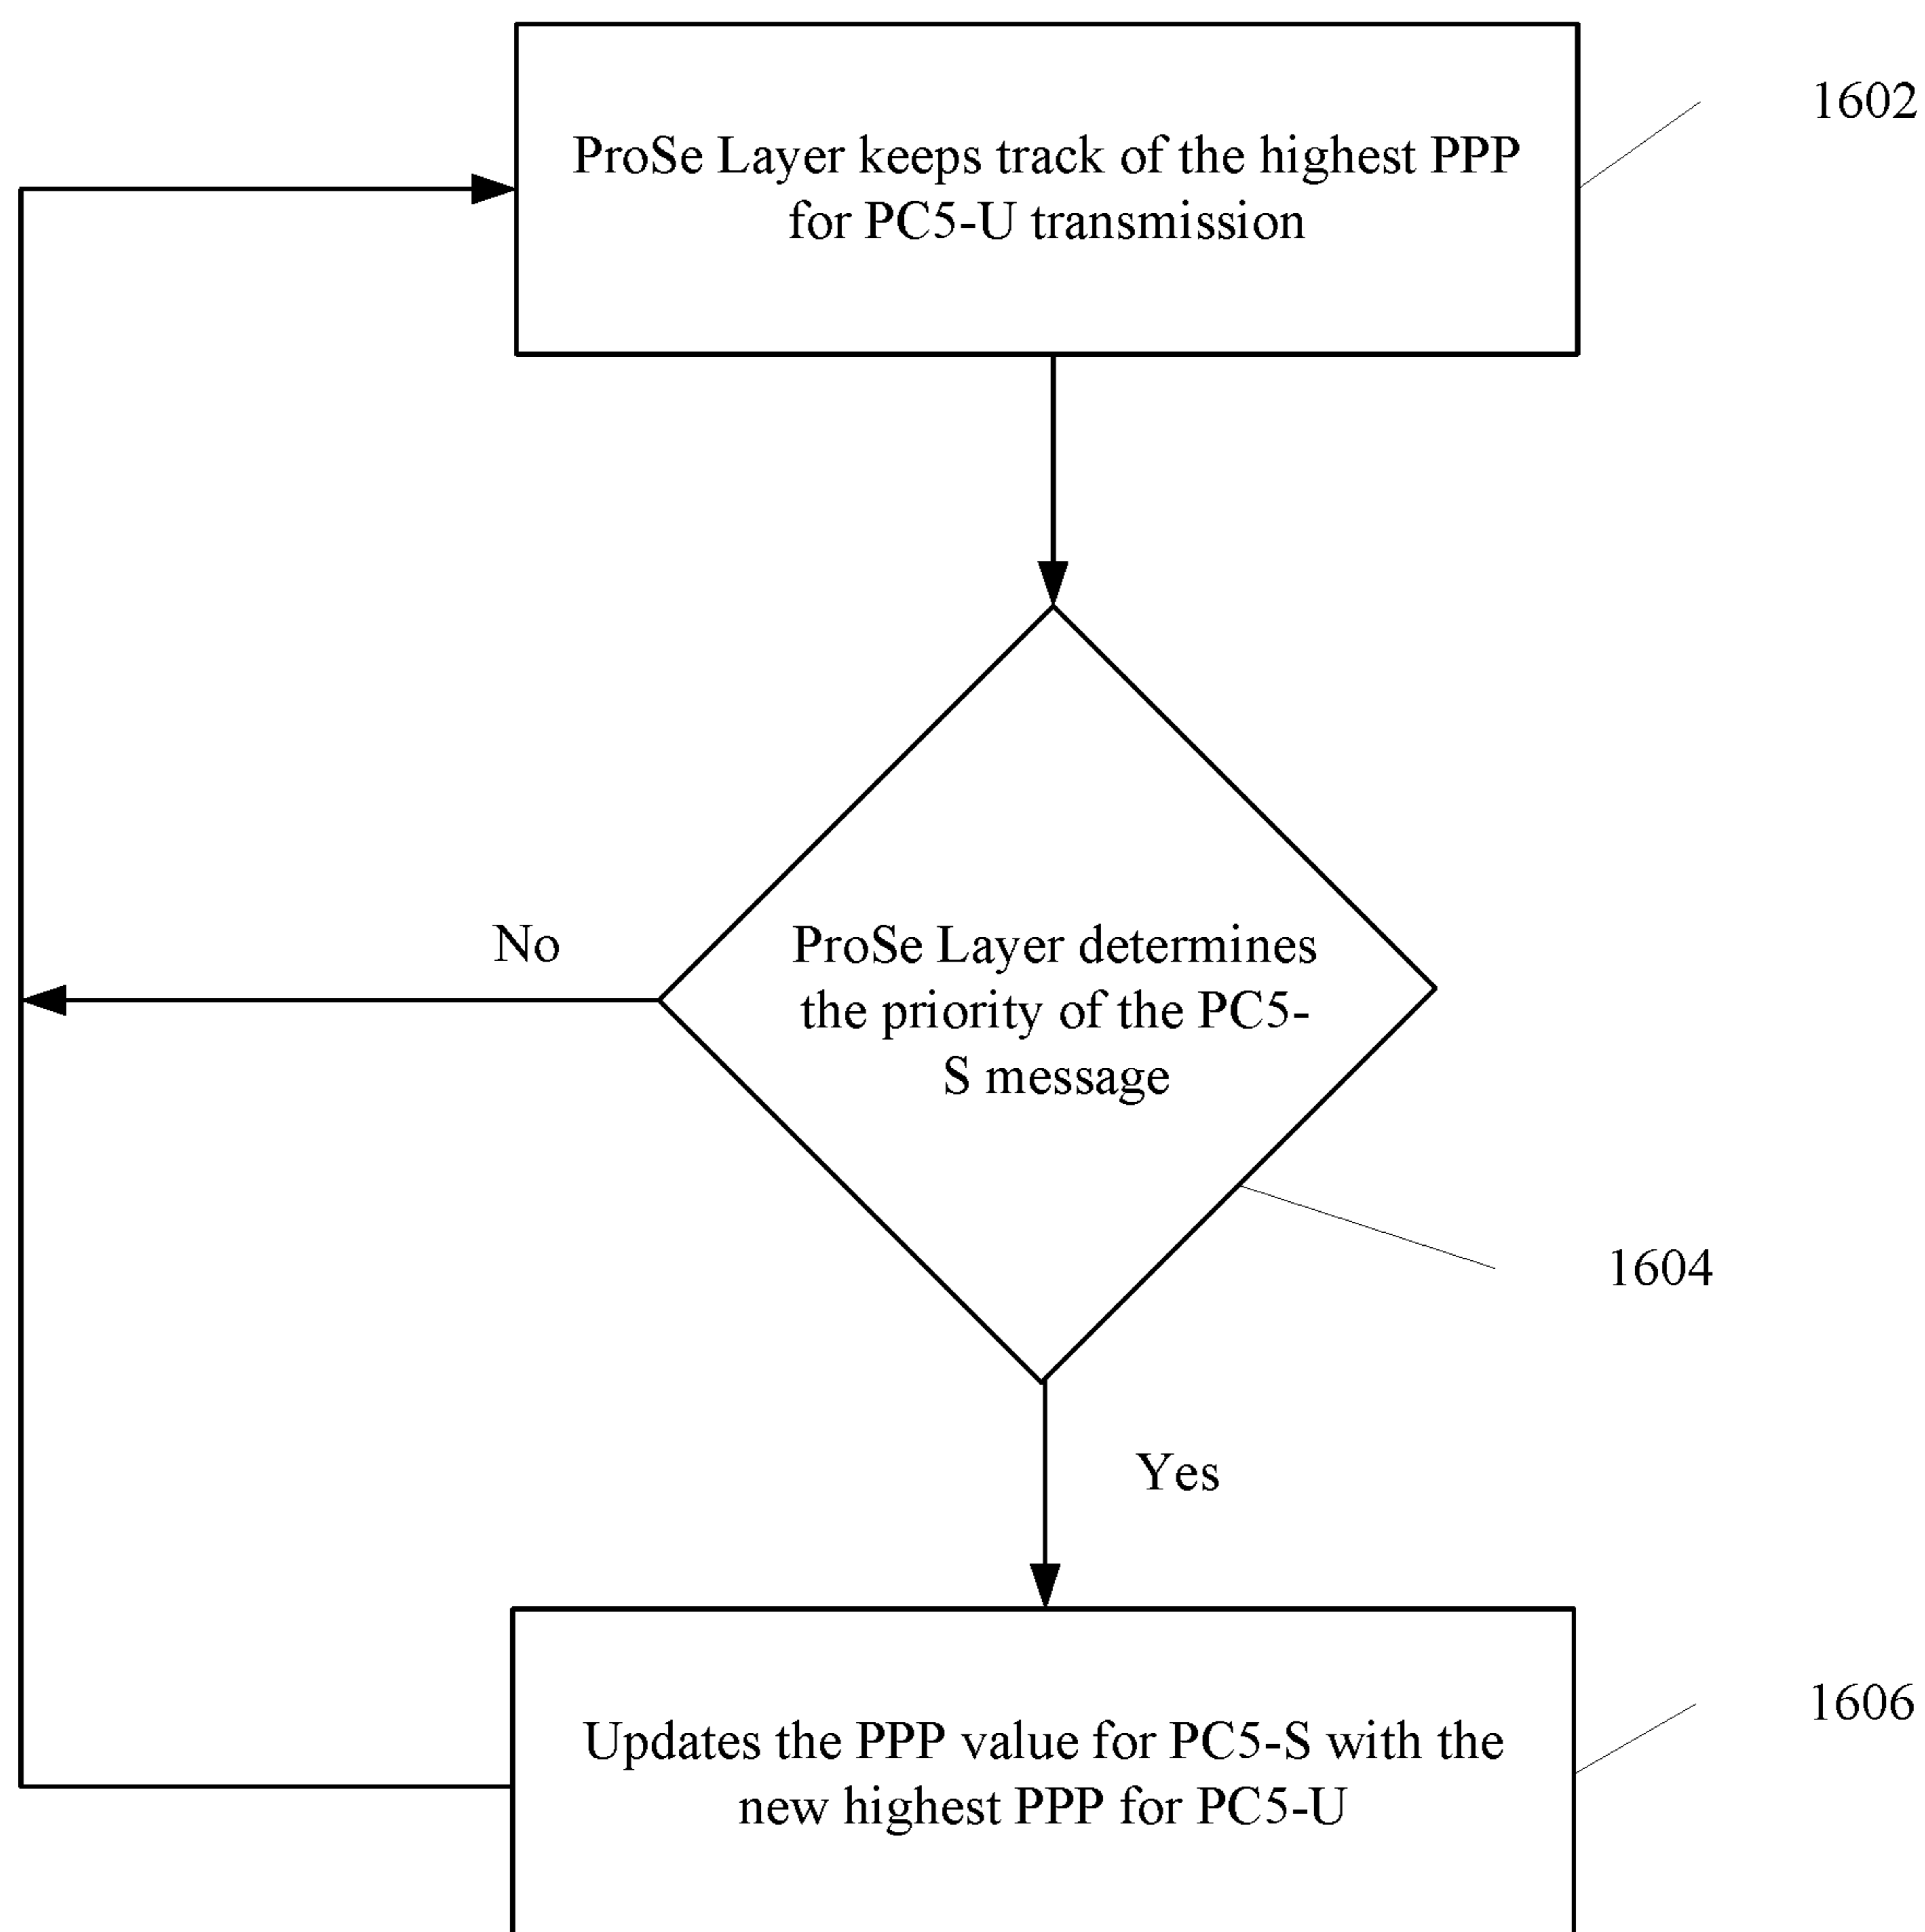 1602
ProSe Layer keeps track of the highest PPP
for PC5-U transmission
No
ProSe Layer determines
the priority of the PC5-
S message
1604
Yes
1606
Updates the PPP value for PC5-S with the
new highest PPP for PC5-U